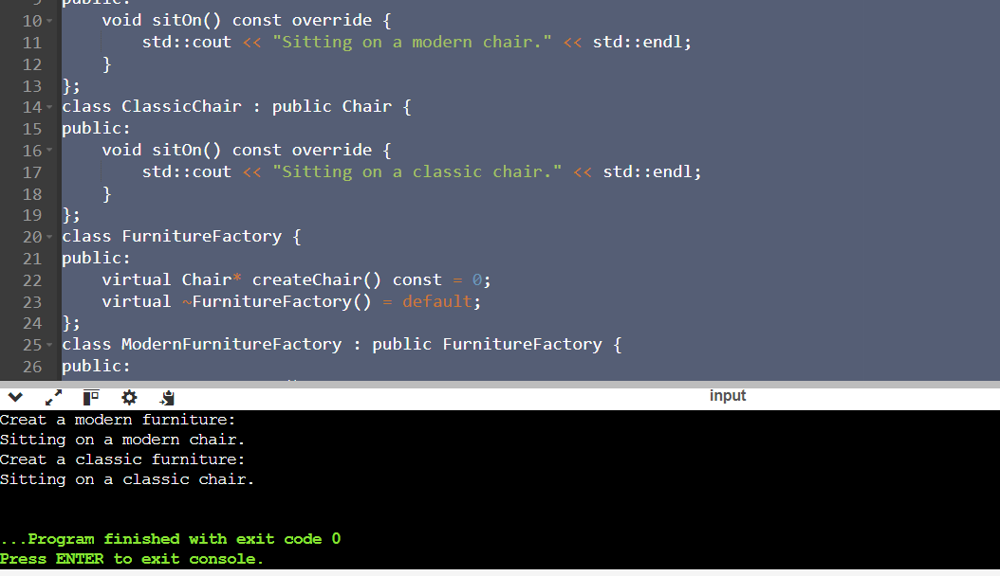 public:
10 void sitOn() const override {
11 std::cout << "Sitting on a modern chair." << std::endl;
12 }
13 };
14 class ClassicChair : public Chair {
15 public:
16 void sitOn() const override {
17 std::cout << "Sitting on a classic chair." << std::endl;
18 }
19 };
20 class FurnitureFactory {
21 public:
22 virtual Chair* createChair() const = 0;
23 virtual ~FurnitureFactory() = default;
24 };
25 class ModernFurnitureFactory : public FurnitureFactory {
26 public:
input
Creat a modern furniture:
Sitting on a modern chair.
Creat a classic furniture:
Sitting on a classic chair.
...Program finished with exit code 0
Press ENTER to exit console.